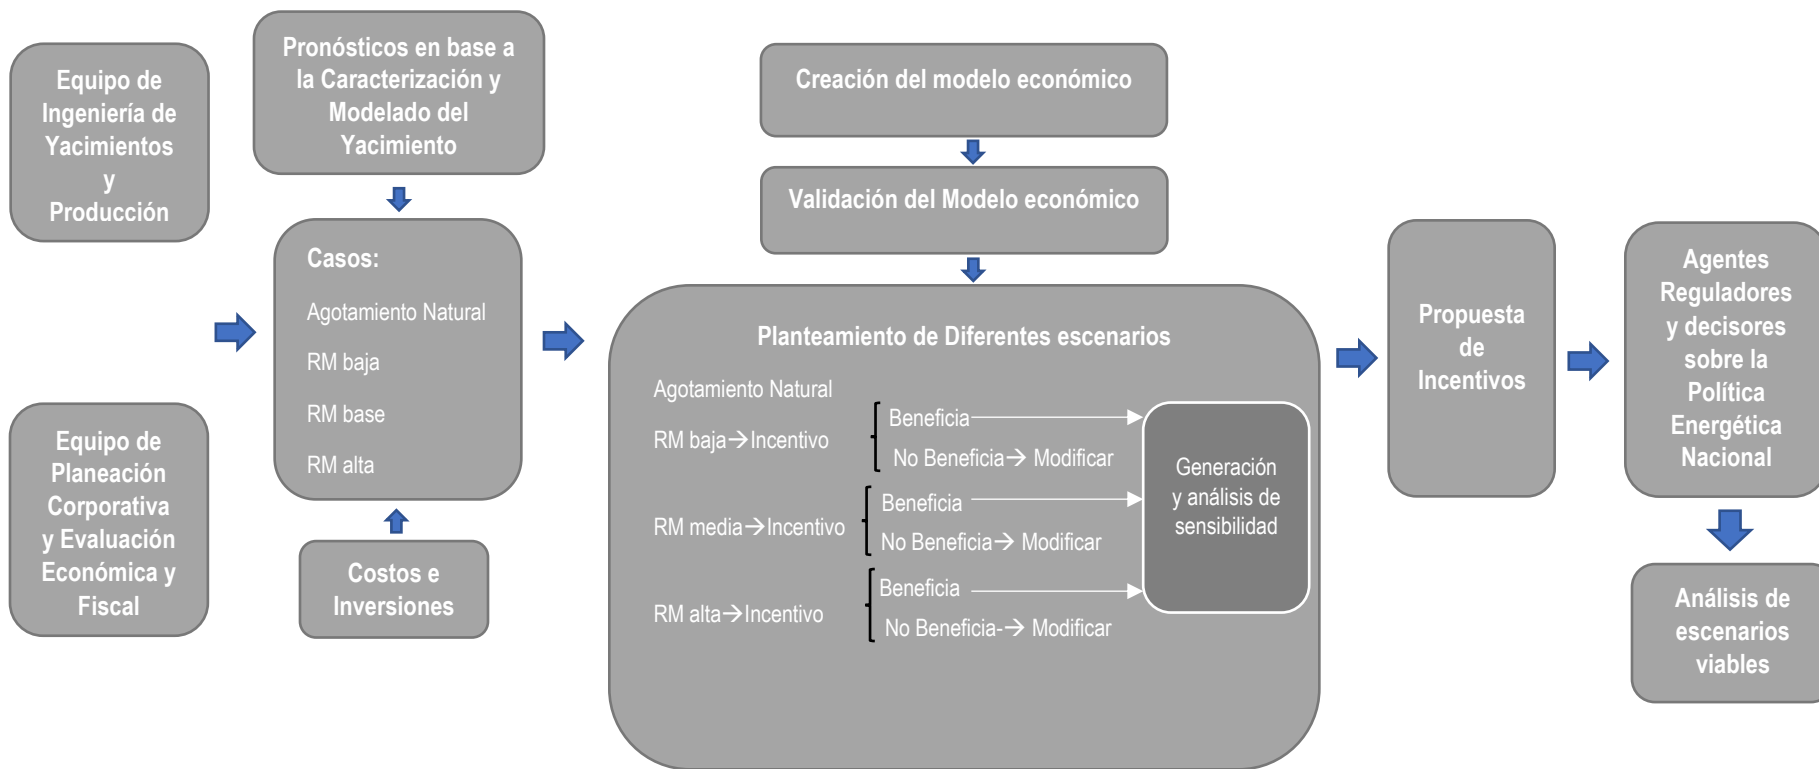 Equipo de
Ingeniería de
Yacimientos
y
Producción
Equipo de
Planeación
Corporativa
y Evaluación
Económica y
Fiscal
Pronósticos en base a
la Caracterización y
Modelado del
Yacimiento
Casos:
Agotamiento Natural
RM baja
RM base
RM alta
Costos e
Inversiones
Creación del modelo económico
Validación del Modelo económico
Planteamiento de Diferentes escenarios
Agotamiento Natural
RM baja→Incentivo
Beneficia
No Beneficia→ Modificar
RM media→Incentivo
Beneficia
No Beneficia→ Modificar
RM alta→Incentivo
Beneficia
No Beneficia-→ Modificar
Generación
y análisis de
sensibilidad
Propuesta
de
Incentivos
Agentes
Reguladores
y decisores
sobre la
Política
Energética
Nacional
Análisis de
escenarios
viables